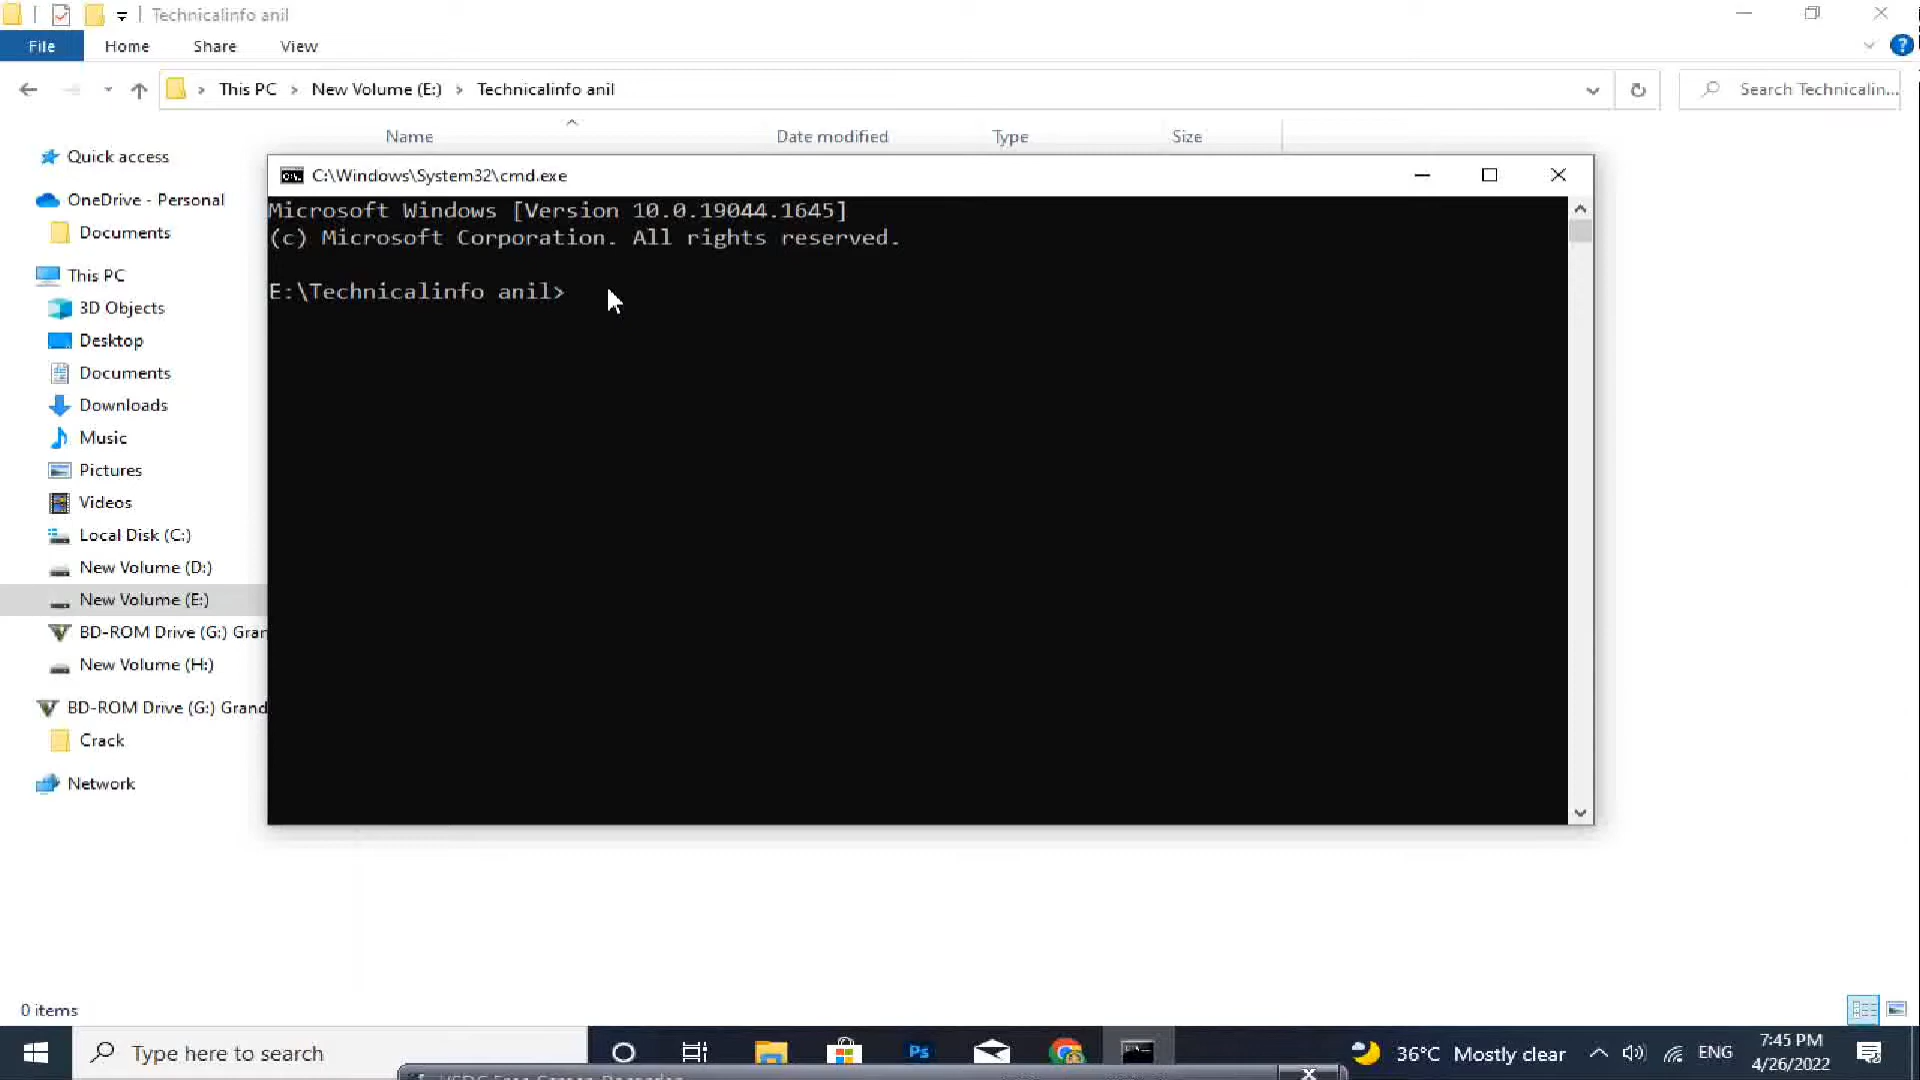 Technicalinfo anil
File Home Share View
This PC > New Volume (E:) > Technicalinfo anil
Search Technicalin...
Name Date modified Type Size
Quick access
OneDrive - Personal
Documents
This PC
3D Objects
Desktop
Documents
Downloads
Music
Pictures
Videos
Local Disk (C:)
New Volume (D:)
New Volume (E:)
BD-ROM Drive (G:) Gran
New Volume (H:)
BD-ROM Drive (G:) Grand
Crack
Network
C:\Windows\System32\cmd.exe
Microsoft Windows [Version 10.0.19044.1645]
(c) Microsoft Corporation. All rights reserved.
E:\Technicalinfo anil>
0 items
Type here to search
Ps
36°C Mostly clear
ENG
7:45 PM
4/26/2022